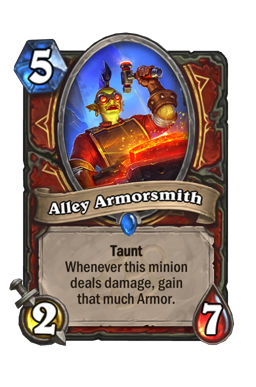 5
Alley Armorsmith
Taunt
Whenever this minion
deals damage, gain
that much Armor.
2
7